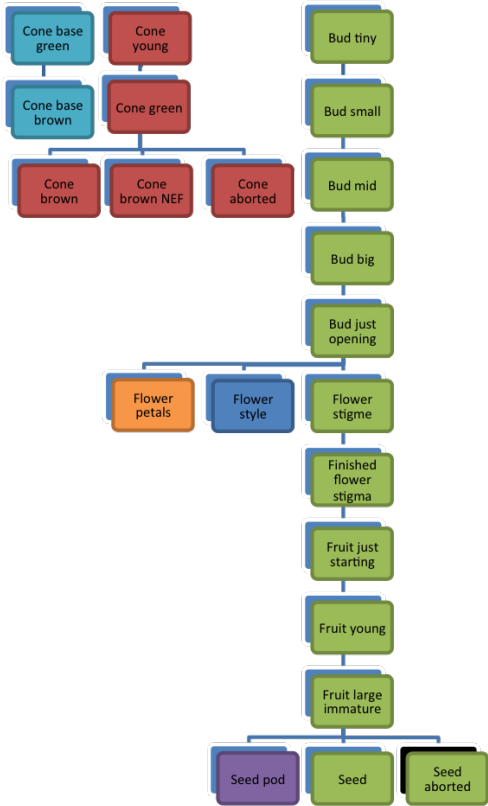 Cone base
green
Cone
young
Bud tiny
Cone base
brown
Cone green
Bud small
Cone
brown
Cone
brown NEF
Cone
aborted
Bud mid
Bud big
Bud just
opening
Flower
petals
Flower
style
Flower
stigme
Finished
flower
stigma
Fruit just
starting
Fruit young
Fruit large
immature
Seed pod
Seed
Seed
aborted